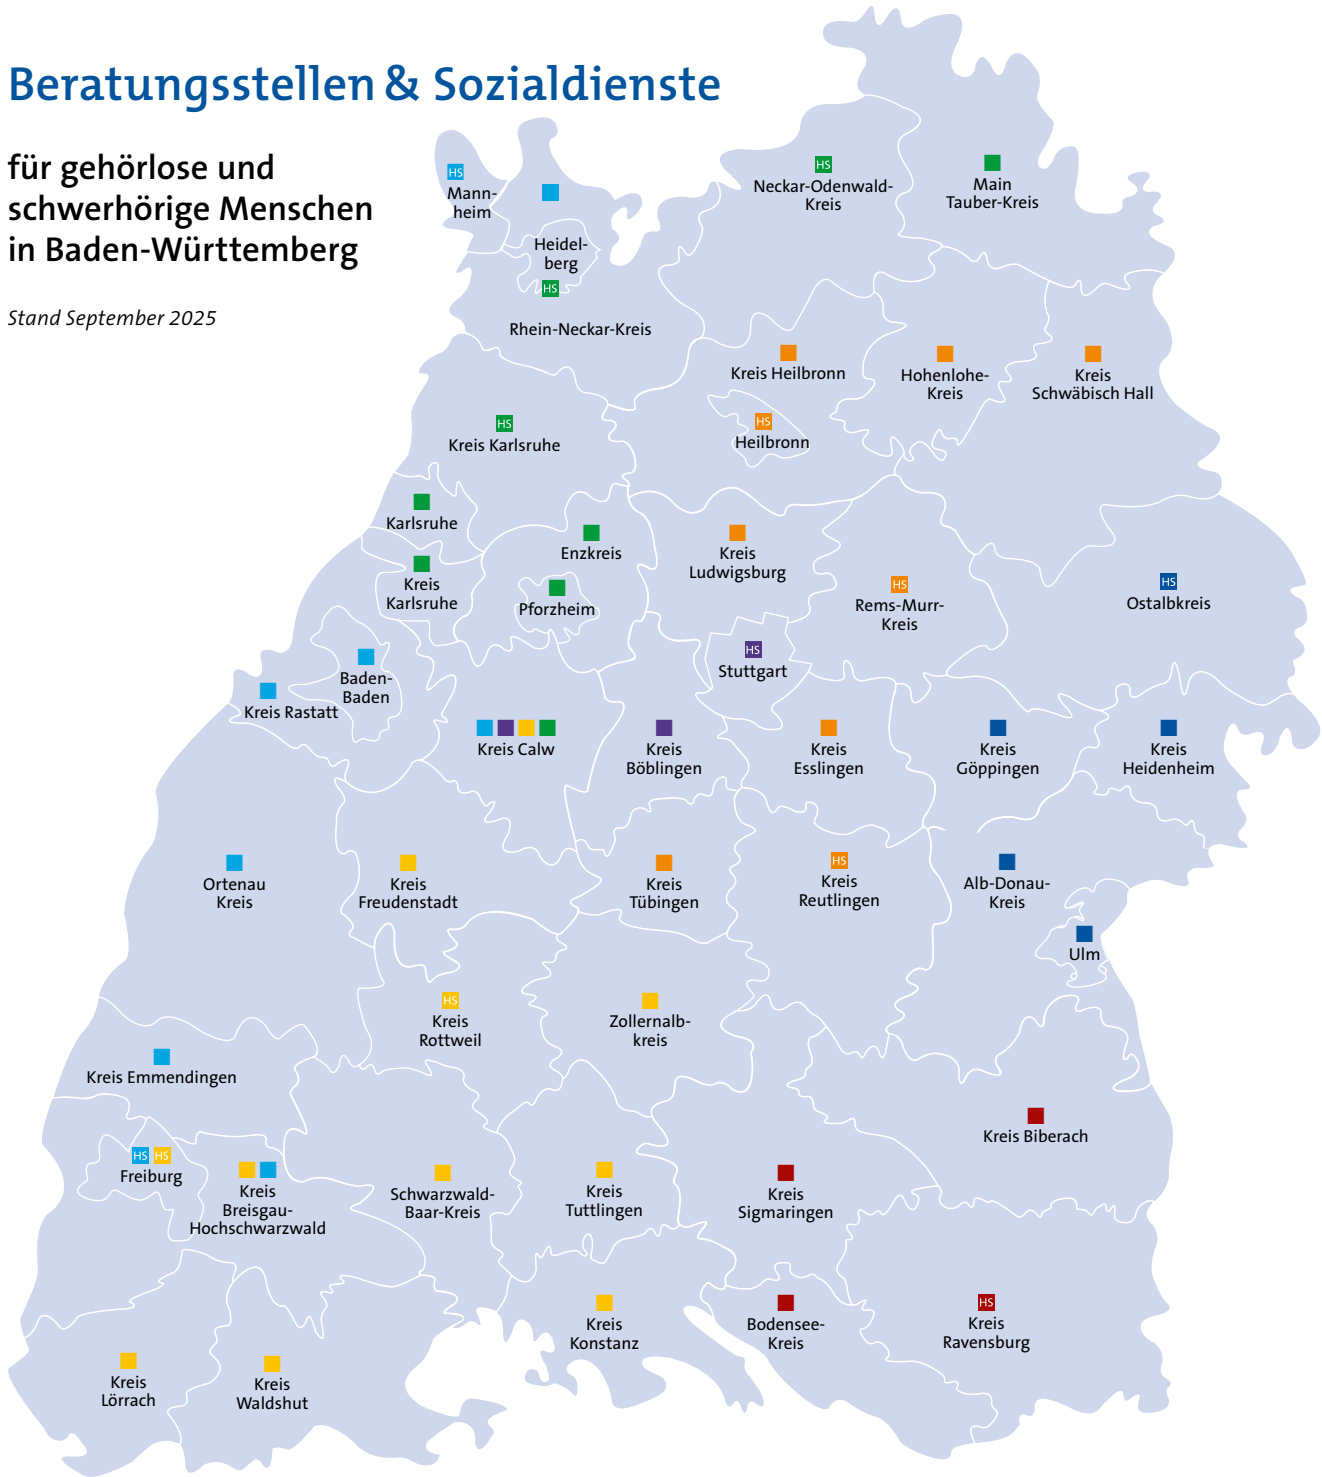 Beratungsstellen & Sozialdienste
für gehörlose und
schwerhörige Menschen
in Baden-Württemberg
Stand September 2025
HS
Mann-
heim
Heidel-
berg
HS
Rhein-Neckar-Kreis
HS
Neckar-Odenwald-
Kreis
Main
Tauber-Kreis
Kreis Heilbronn
Hohenlohe-
Kreis
Kreis
Schwäbisch Hall
HS
Heilbronn
HS
Kreis Karlsruhe
Karlsruhe
Kreis
Karlsruhe
Enzkreis
Pforzheim
Kreis
Ludwigsburg
HS
Rems-Murr-
Kreis
HS
Ostalbkreis
HS
Stuttgart
Baden-
Baden
Kreis Rastatt
Kreis Calw
Kreis
Böblingen
Kreis
Esslingen
Kreis
Göppingen
Kreis
Heidenheim
Ortenau
Kreis
Kreis
Freudenstadt
Kreis
Tübingen
HS
Kreis
Reutlingen
Alb-Donau-
Kreis
Ulm
HS
Kreis
Rottweil
Zollernalb-
kreis
Kreis Emmendingen
Kreis Biberach
HS HS
Freiburg
Kreis
Breisgau-
Hochschwarzwald
Schwarzwald-
Baar-Kreis
Kreis
Tuttlingen
Kreis
Sigmaringen
Kreis
Konstanz
Bodensee-
Kreis
HS
Kreis
Ravensburg
Kreis
Lörrach
Kreis
Waldshut